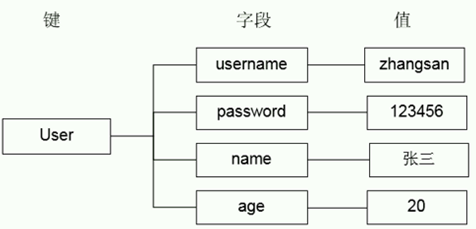 键 字段 值
username zhangsan
password 123456
User
name 张三
age 20